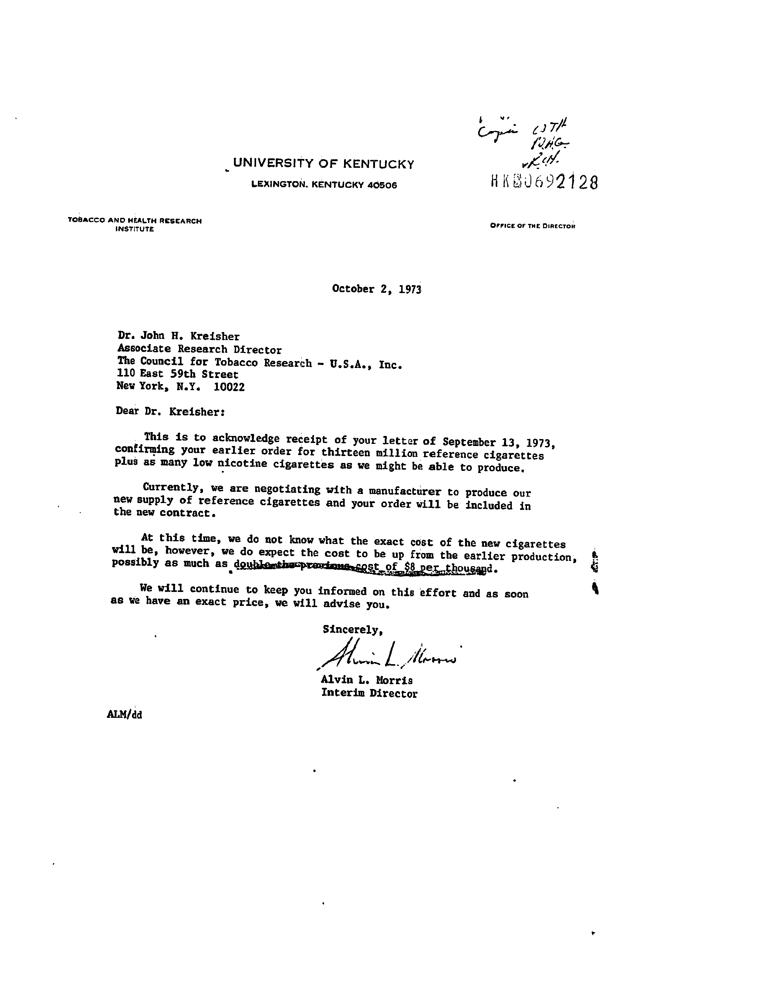 Copies WTH
RCH.
UNIVERSITY OF KENTUCKY
LEXINGTON, KENTUCKY 40506
0692128
TOBACCO AND HEALTH RESEARCH
INSTITUTE
OFFICE OF THE DIRECTOR
October 2, 1973
Dr. John H. Kreisher
Associate Research Director
The Council for Tobacco Research - U.S.A., Inc.
110 East 59th Street
New York, N.Y. 10022
Dear Dr. Kreisher:
This is to acknowledge receipt of your letter of September 13, 1973,
confirming your earlier order for thirteen million reference cigarettes
plus as many low nicotine cigarettes as we might be able to produce.
Currently, we are negotiating with a manufacturer to produce our
new supply of reference cigarettes and your order will be included in
the new contract.
At this time, we do not know what the exact cost of the new cigarettes
will be, however, we do expect the cost to be up from the earlier production,
possibly as much as double the previous cost of $8 per thousand.
We will continue to keep you informed on this effort and as soon
as we have an exact price, we will advise you.
Sincerely,
Alvin L. Morris
Alvin L. Morris
Interim Director
ALM/dd